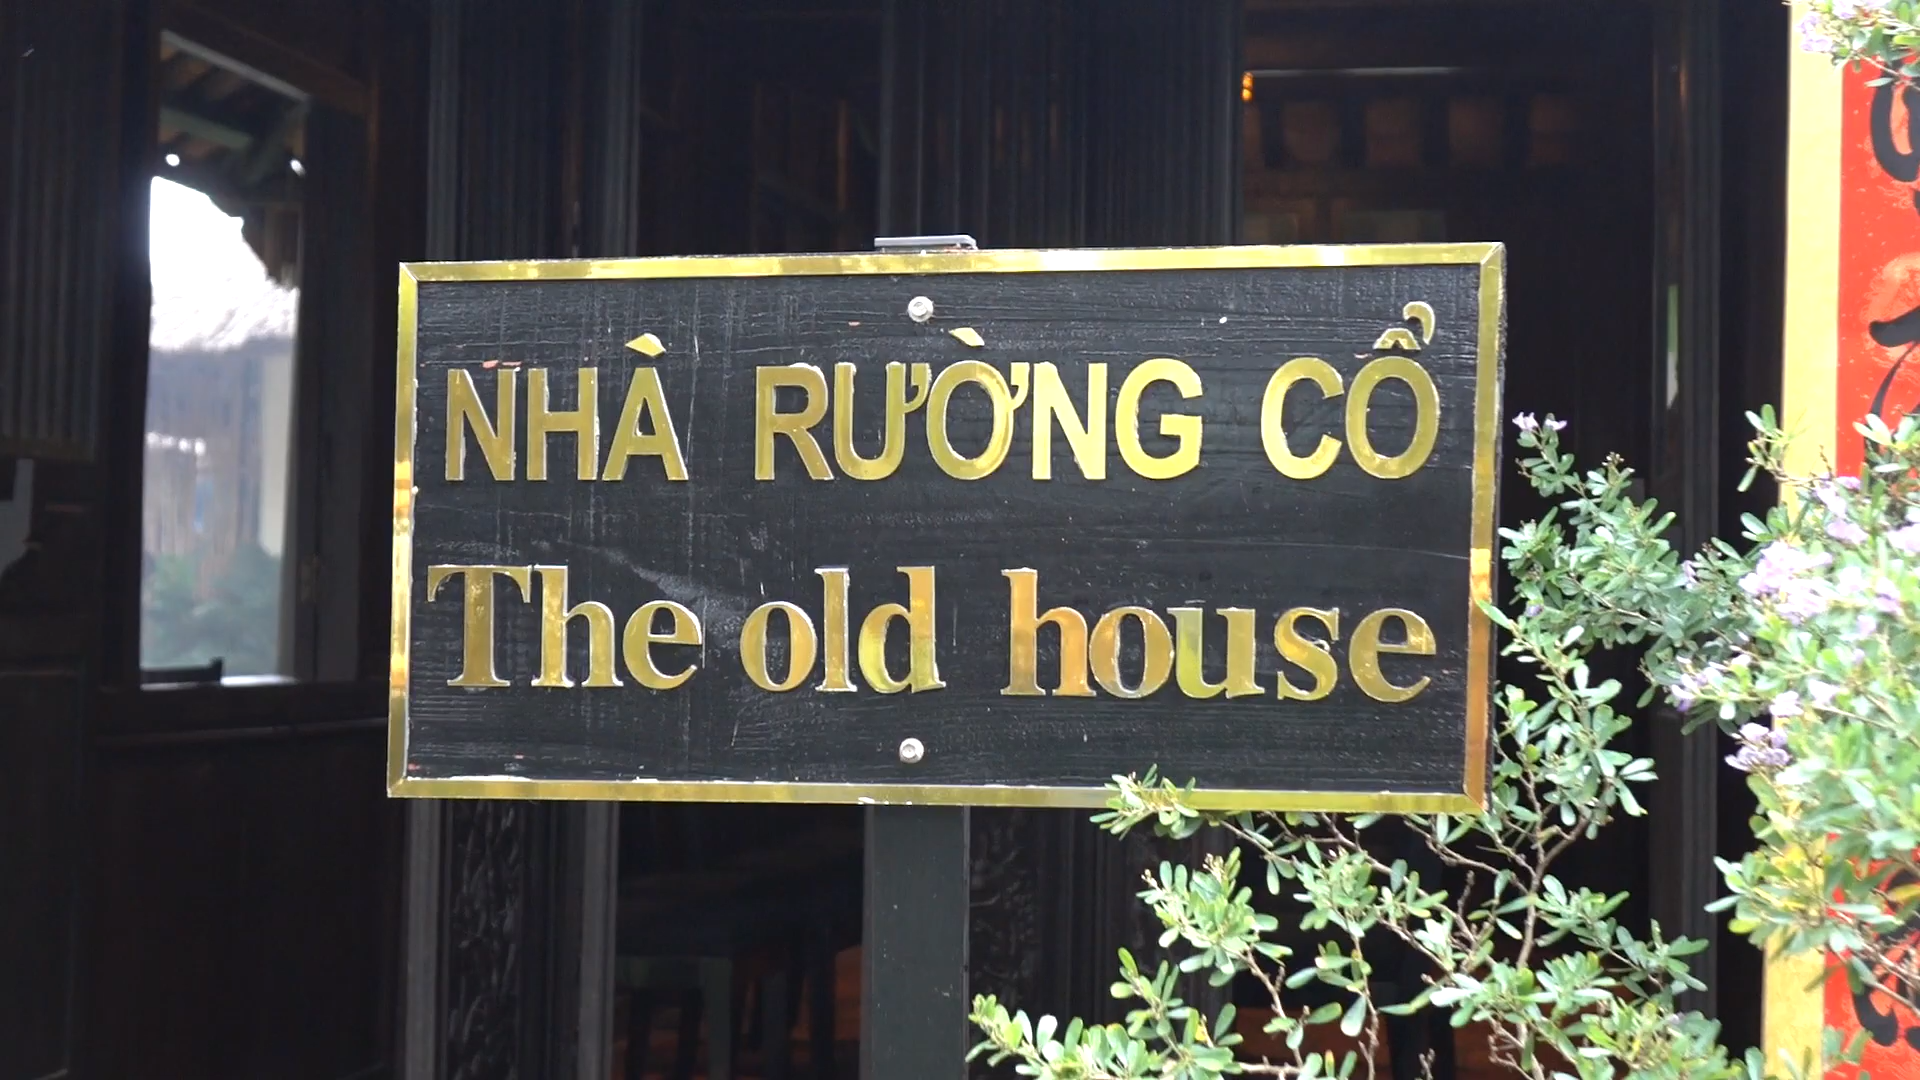 NHÀ RƯỜNG CỔ
The old house